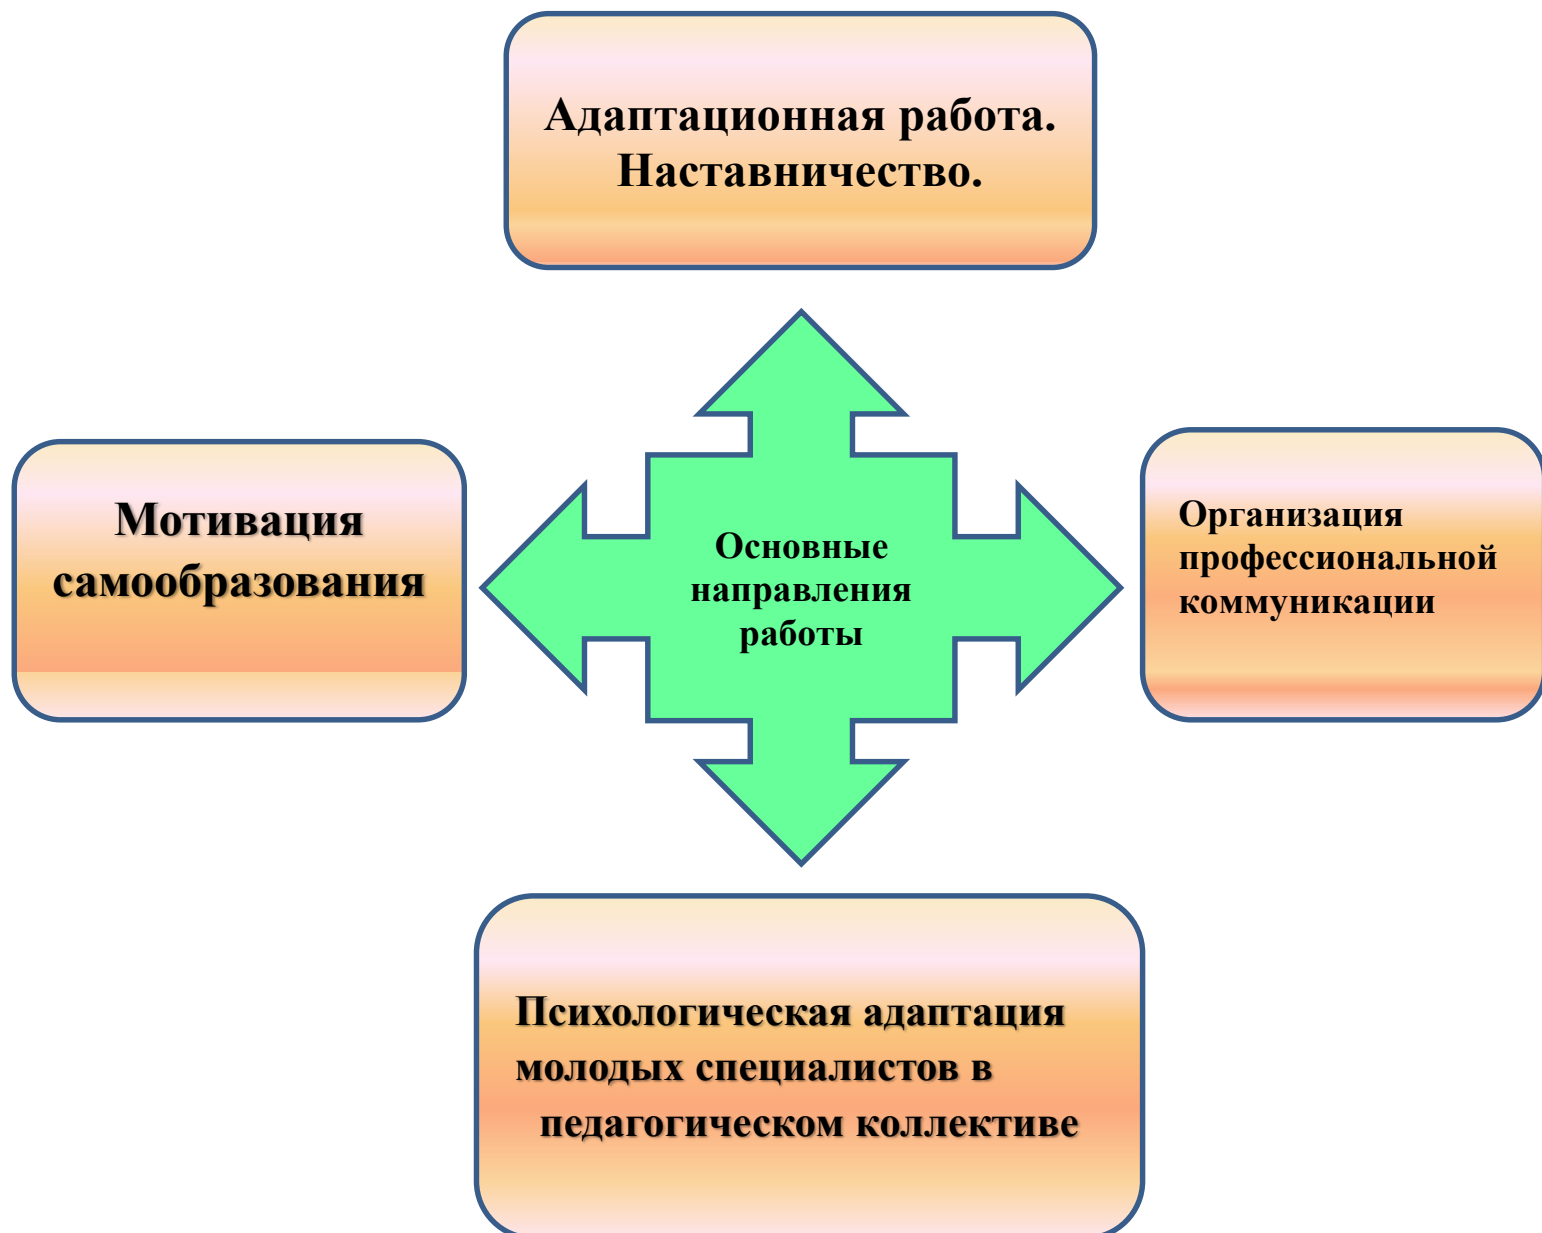 Адаптационная работа.
Наставничество.
Мотивация
самообразования
Основные
направления
работы
Организация
профессиональной
коммуникации
Психологическая адаптация
молодых специалистов в
педагогическом коллективе